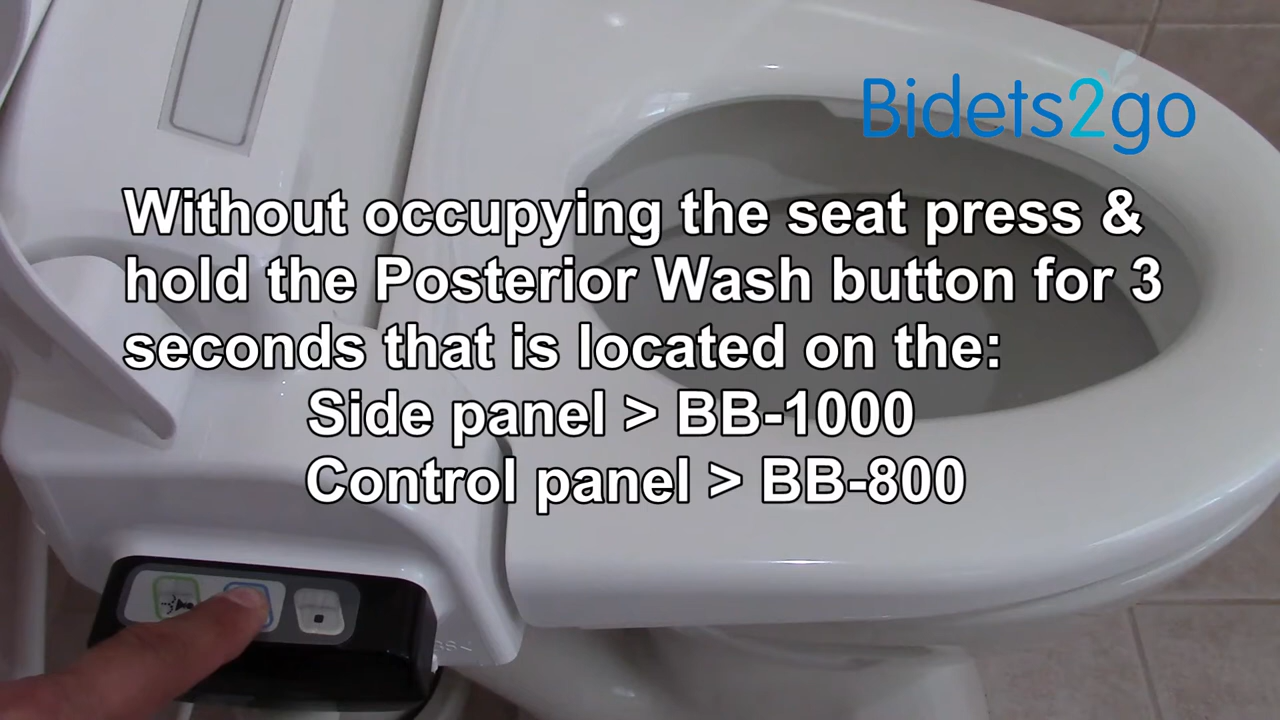 Bidets2go
Without occupying the seat press &
hold the Posterior Wash button for 3
seconds that is located on the:
Side panel > BB-1000
Control panel > BB-800